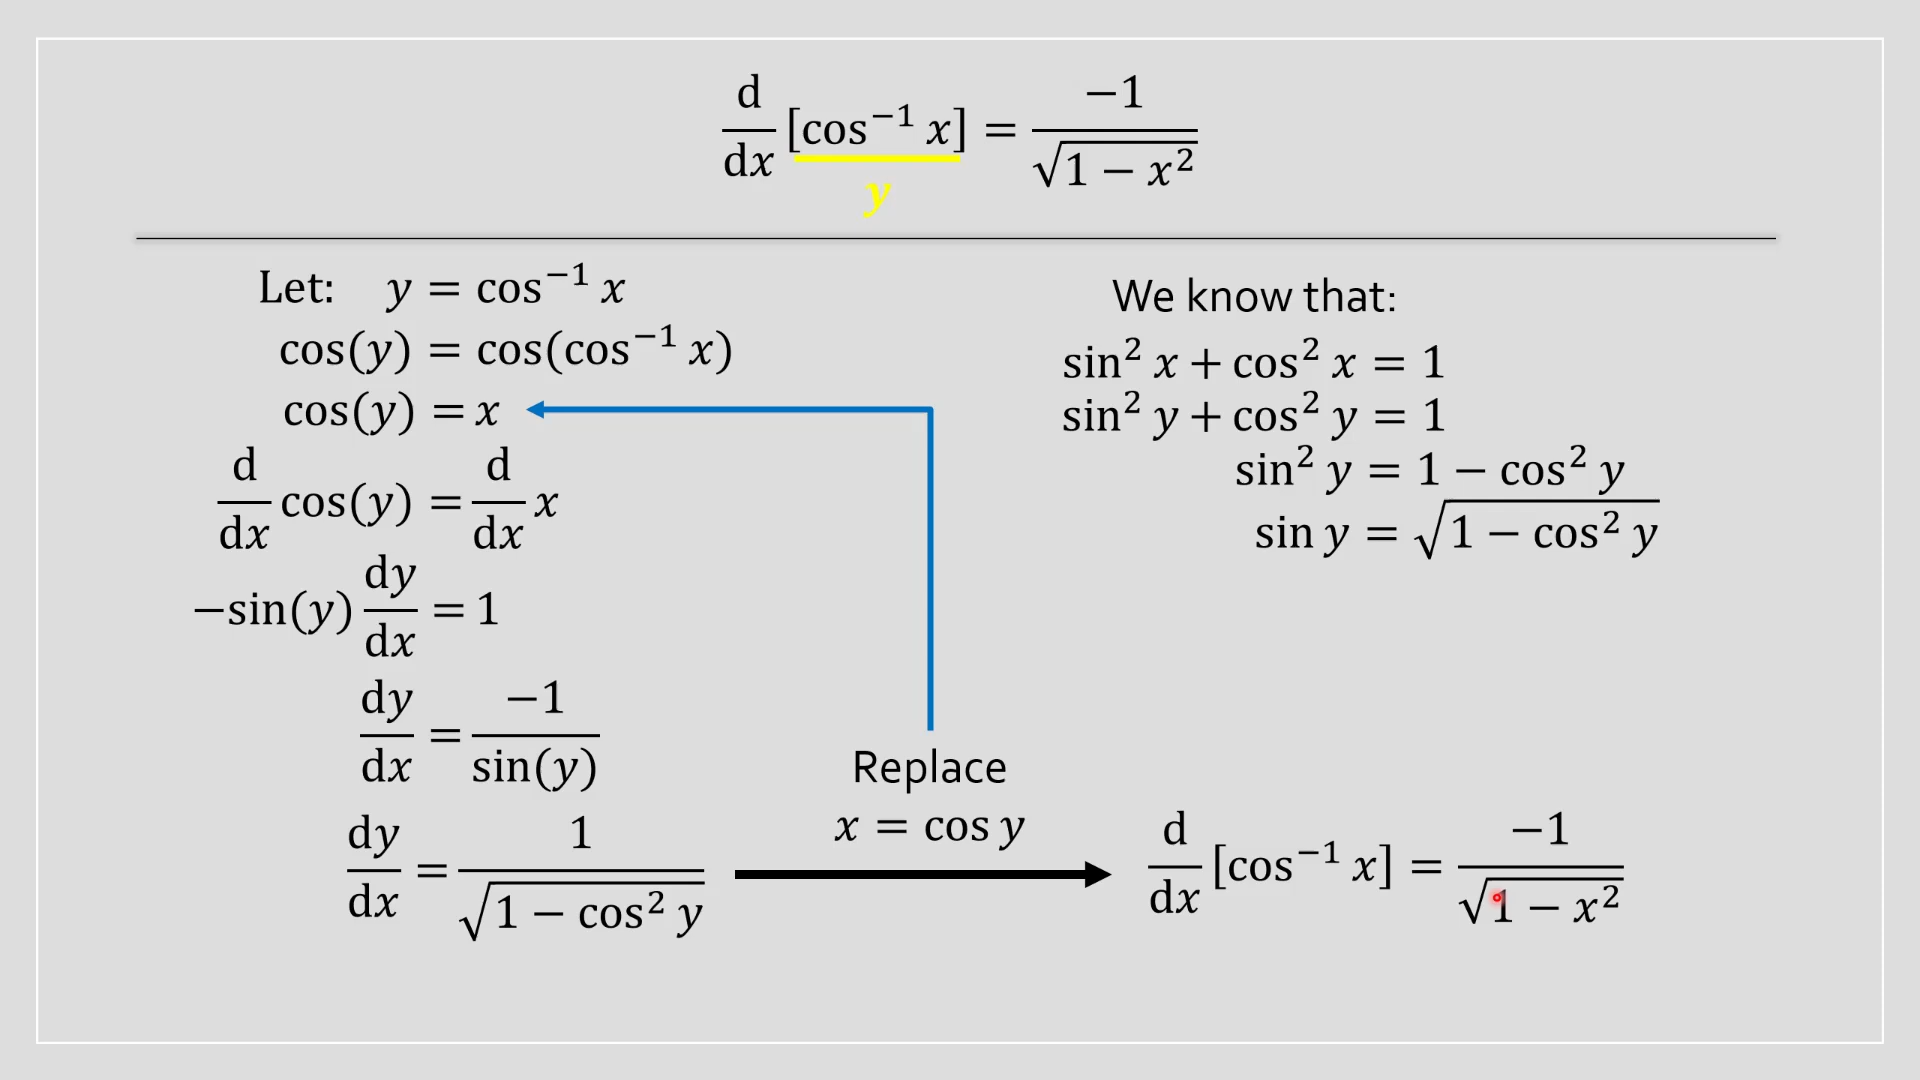 d/dx [cos⁻¹ x] = −1/√(1 − x²)
y
Let: y = cos⁻¹ x
cos(y) = cos(cos⁻¹ x)
cos(y) = x
d/dx cos(y) = d/dx x
−sin(y) dy/dx = 1
dy/dx = −1/sin(y)
dy/dx = 1/√(1 − cos² y)
We know that:
sin² x + cos² x = 1
sin² y + cos² y = 1
sin² y = 1 − cos² y
sin y = √(1 − cos² y)
Replace
x = cos y
d/dx [cos⁻¹ x] = −1/√(1 − x²)